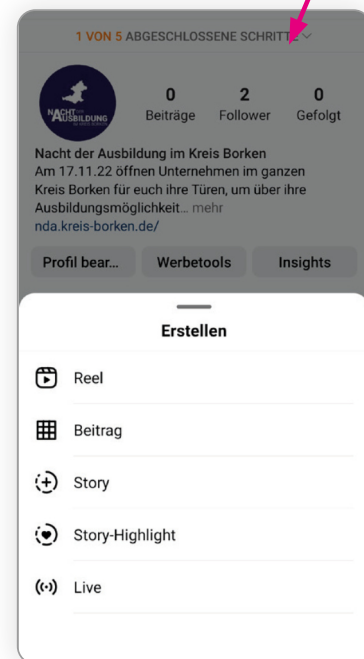 1 VON 5 ABGESCHLOSSENE SCHRITTE
NACHT DER
AUSBILDUNG
0 2 0
Beiträge Follower Gefolgt
Nacht der Ausbildung im Kreis Borken
Am 17.11.22 öffnen Unternehmen im ganzen
Kreis Borken für euch ihre Türen, um über ihre
Ausbildungsmöglichkeit... mehr
nda.kreis-borken.de/
Profil bear... Werbetools Insights
Erstellen
Reel
Beitrag
Story
Story-Highlight
Live